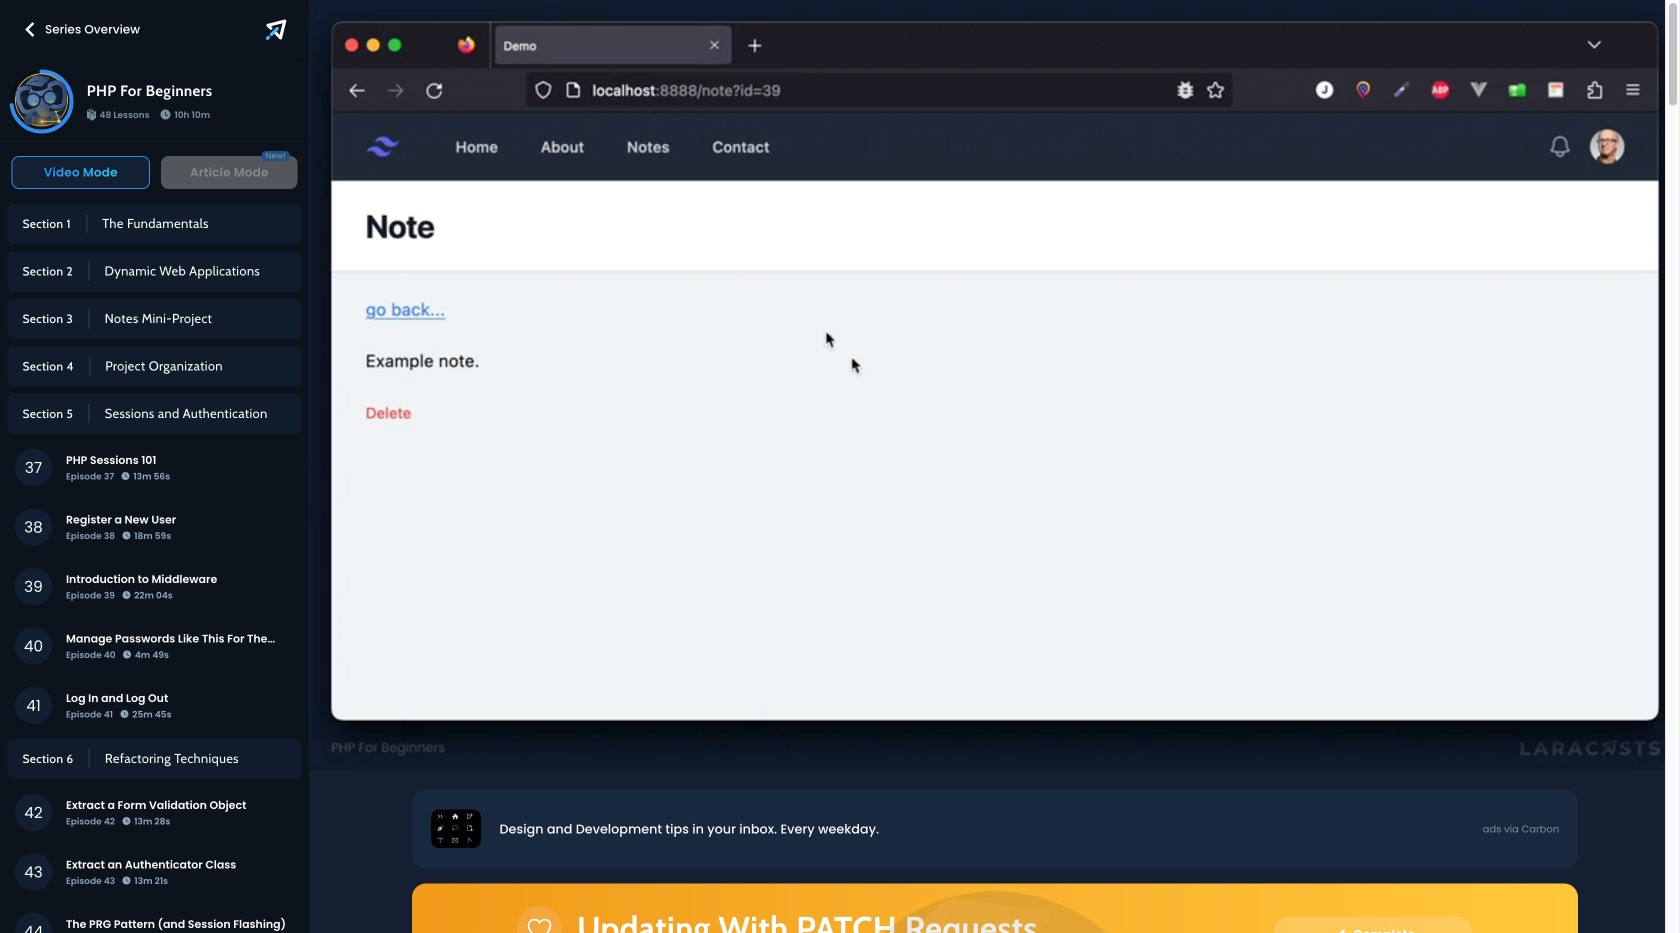 Series Overview
PHP For Beginners
48 Lessons 10h 10m
Video Mode
New!
Article Mode
Section 1 The Fundamentals
Section 2 Dynamic Web Applications
Section 3 Notes Mini-Project
Section 4 Project Organization
Section 5 Sessions and Authentication
37 PHP Sessions 101
Episode 37 13m 56s
38 Register a New User
Episode 38 18m 59s
39 Introduction to Middleware
Episode 39 22m 04s
40 Manage Passwords Like This For The...
Episode 40 4m 49s
41 Log In and Log Out
Episode 41 25m 45s
Section 6 Refactoring Techniques
42 Extract a Form Validation Object
Episode 42 13m 28s
43 Extract an Authenticator Class
Episode 43 13m 21s
44 The PRG Pattern (and Session Flashing)
Demo
localhost:8888/note?id=39
J
ABP
Home About Notes Contact
Note
go back...
Example note.
Delete
PHP For Beginners
LARACASTS
Design and Development tips in your inbox. Every weekday.
ads via Carbon
Updating With PATCH Requests
Complete